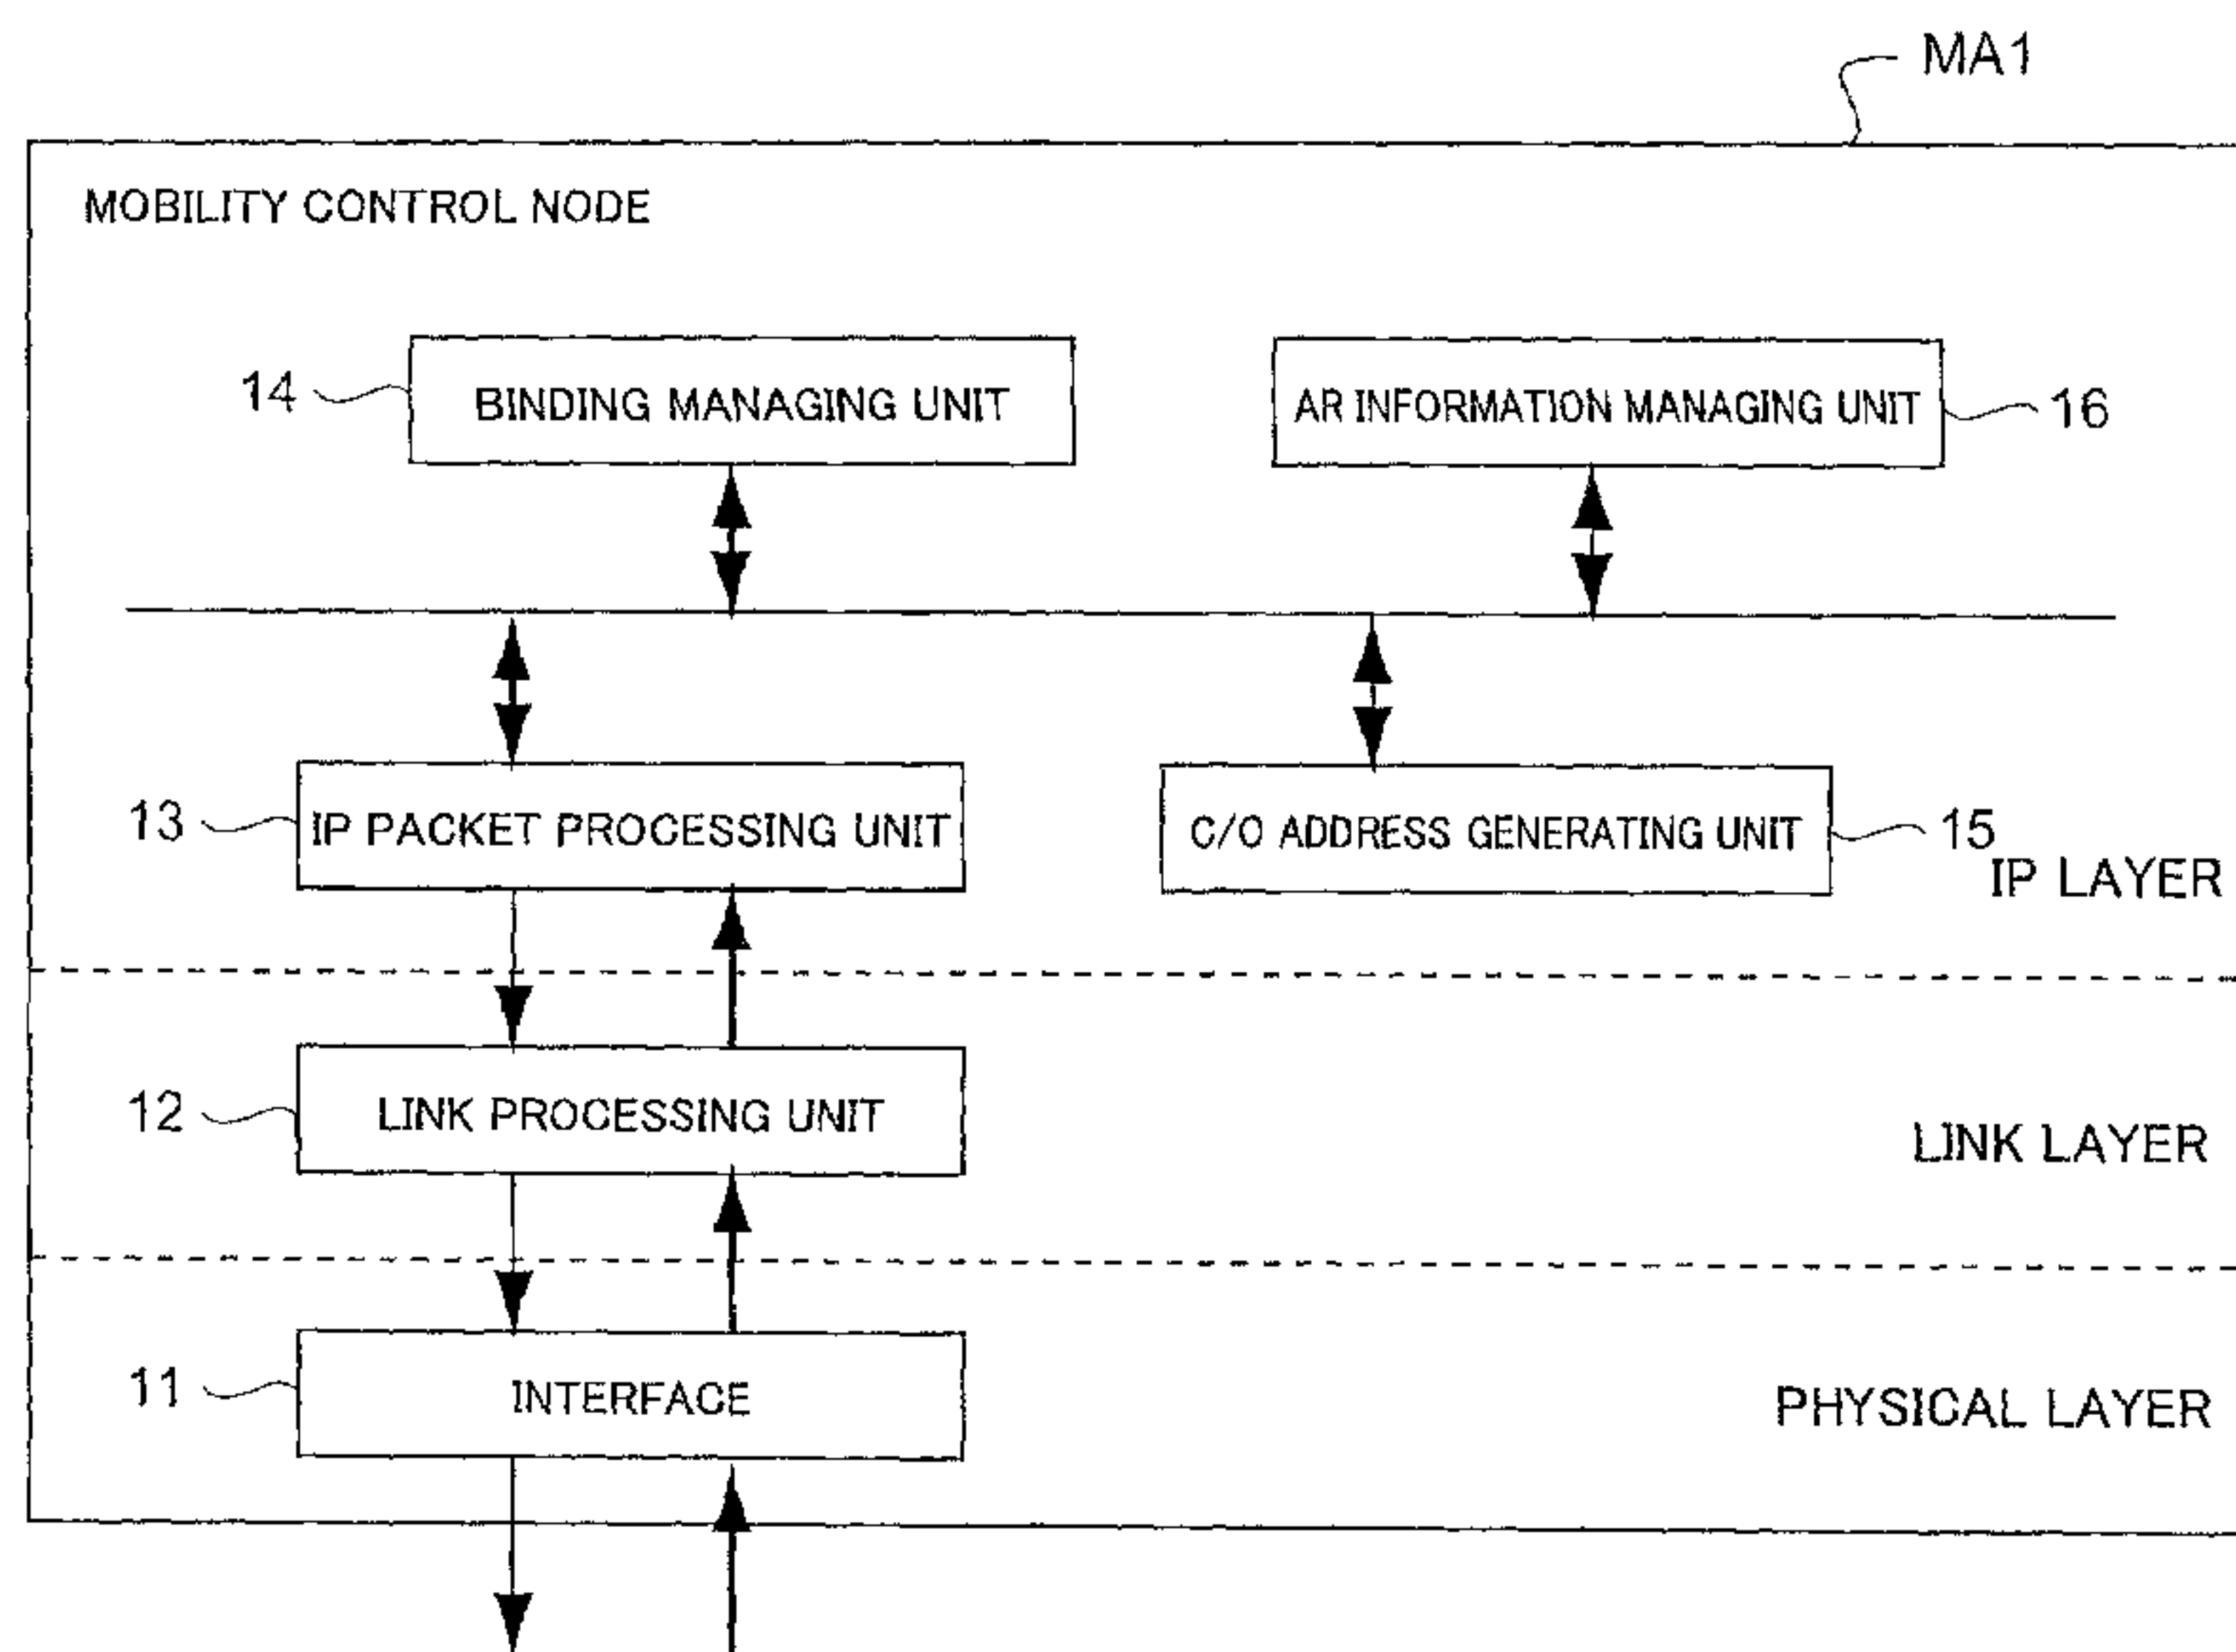 MA1
MOBILITY CONTROL NODE
14
BINDING MANAGING UNIT
AR INFORMATION MANAGING UNIT
16
13
IP PACKET PROCESSING UNIT
C/O ADDRESS GENERATING UNIT
15
IP LAYER
12
LINK PROCESSING UNIT
LINK LAYER
11
INTERFACE
PHYSICAL LAYER